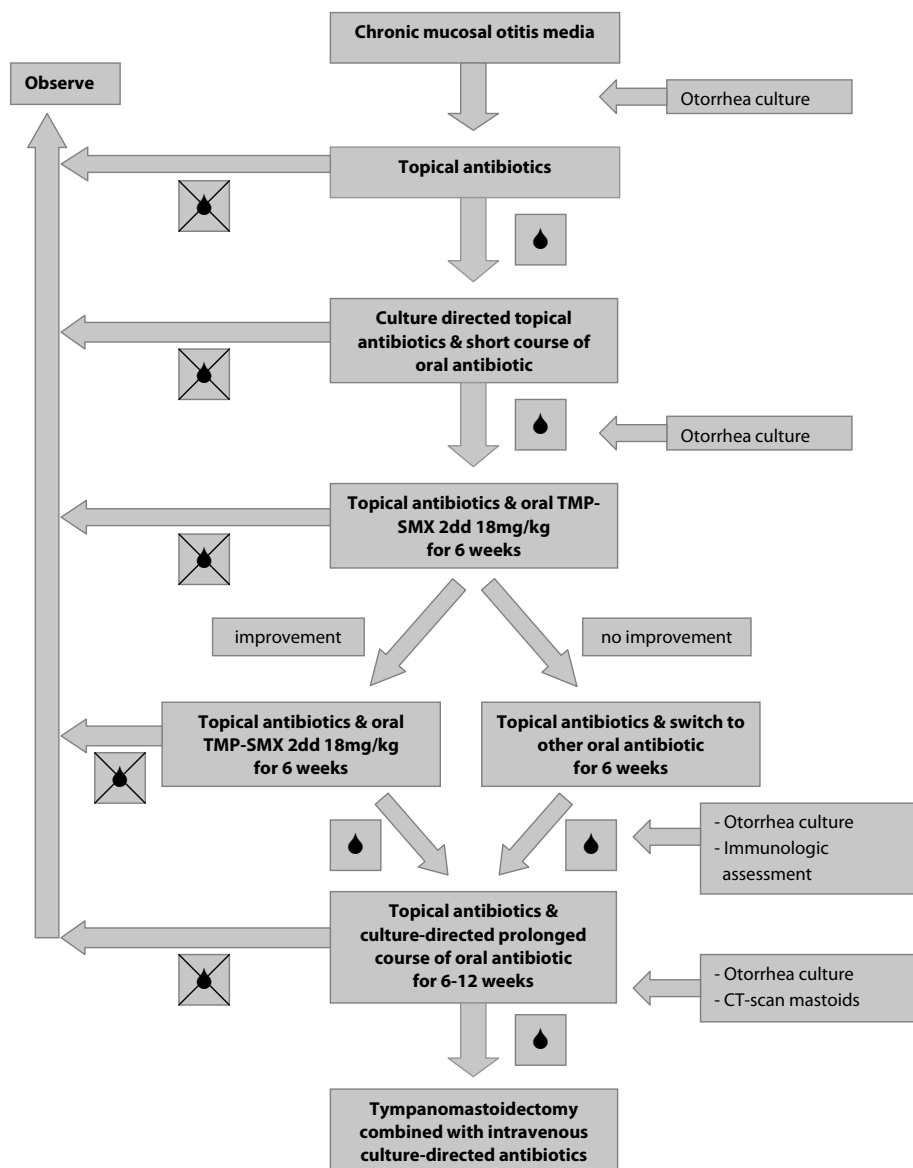 Chronic mucosal otitis media
Observe
Otorrhea culture
Topical antibiotics
Culture directed topical
antibiotics & short course of
oral antibiotic
Otorrhea culture
Topical antibiotics & oral TMP-
SMX 2dd 18mg/kg
for 6 weeks
improvement
no improvement
Topical antibiotics & oral
TMP-SMX 2dd 18mg/kg
for 6 weeks
Topical antibiotics & switch to
other oral antibiotic
for 6 weeks
- Otorrhea culture
- Immunologic
assessment
Topical antibiotics &
culture-directed prolonged
course of oral antibiotic
for 6-12 weeks
- Otorrhea culture
- CT-scan mastoids
Tympanomastoidectomy
combined with intravenous
culture-directed antibiotics